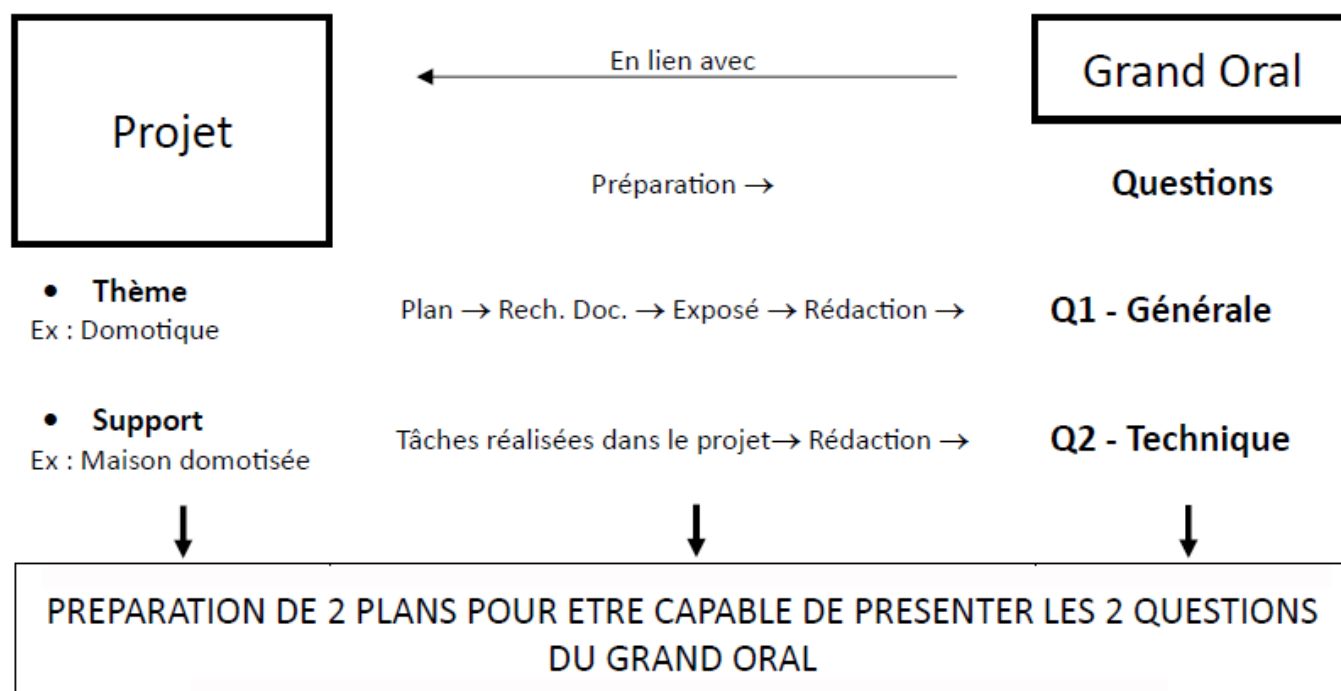 En lien avec
Grand Oral
Projet
Préparation →
Questions
• Thème
Ex : Domotique
Plan → Rech. Doc. → Exposé → Rédaction →
Q1 - Générale
• Support
Ex : Maison domotisée
Tâches réalisées dans le projet→ Rédaction →
Q2 - Technique
PREPARATION DE 2 PLANS POUR ETRE CAPABLE DE PRESENTER LES 2 QUESTIONS
DU GRAND ORAL